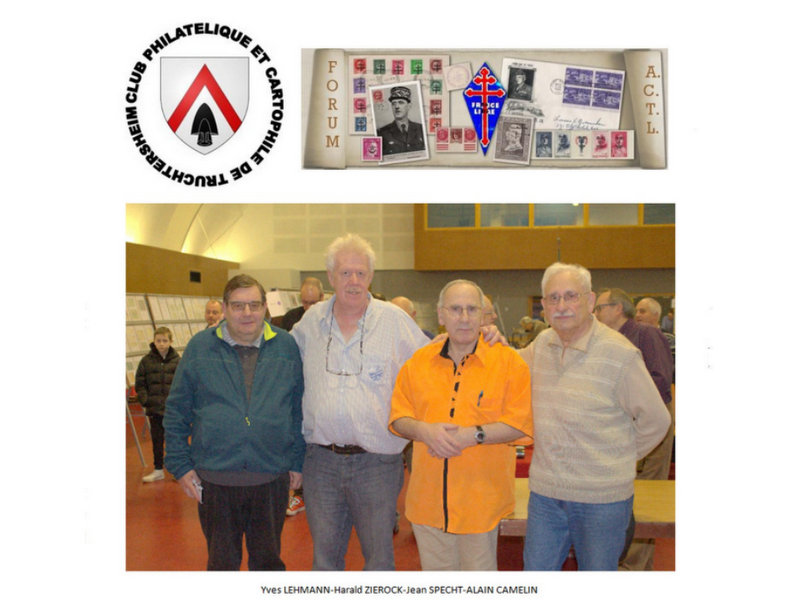 CLUB PHILATELIQUE ET CARTOPHILE DE TRUCHTERSHEIM
FORUM
FRANCE
LIBRE
A.C.T.L.
Yves LEHMANN-Harald ZIEROCK-Jean SPECHT-ALAIN CAMELIN